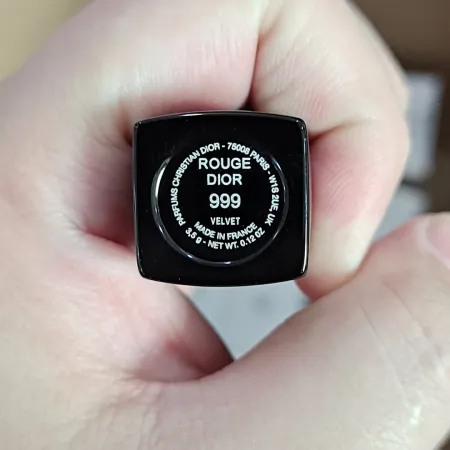 PARFUMS CHRISTIAN DIOR - 75008 PARIS - W1S 2UE, UK
ROUGE
DIOR
999
VELVET
MADE IN FRANCE
3,5 g - NET WT. 0.12 OZ